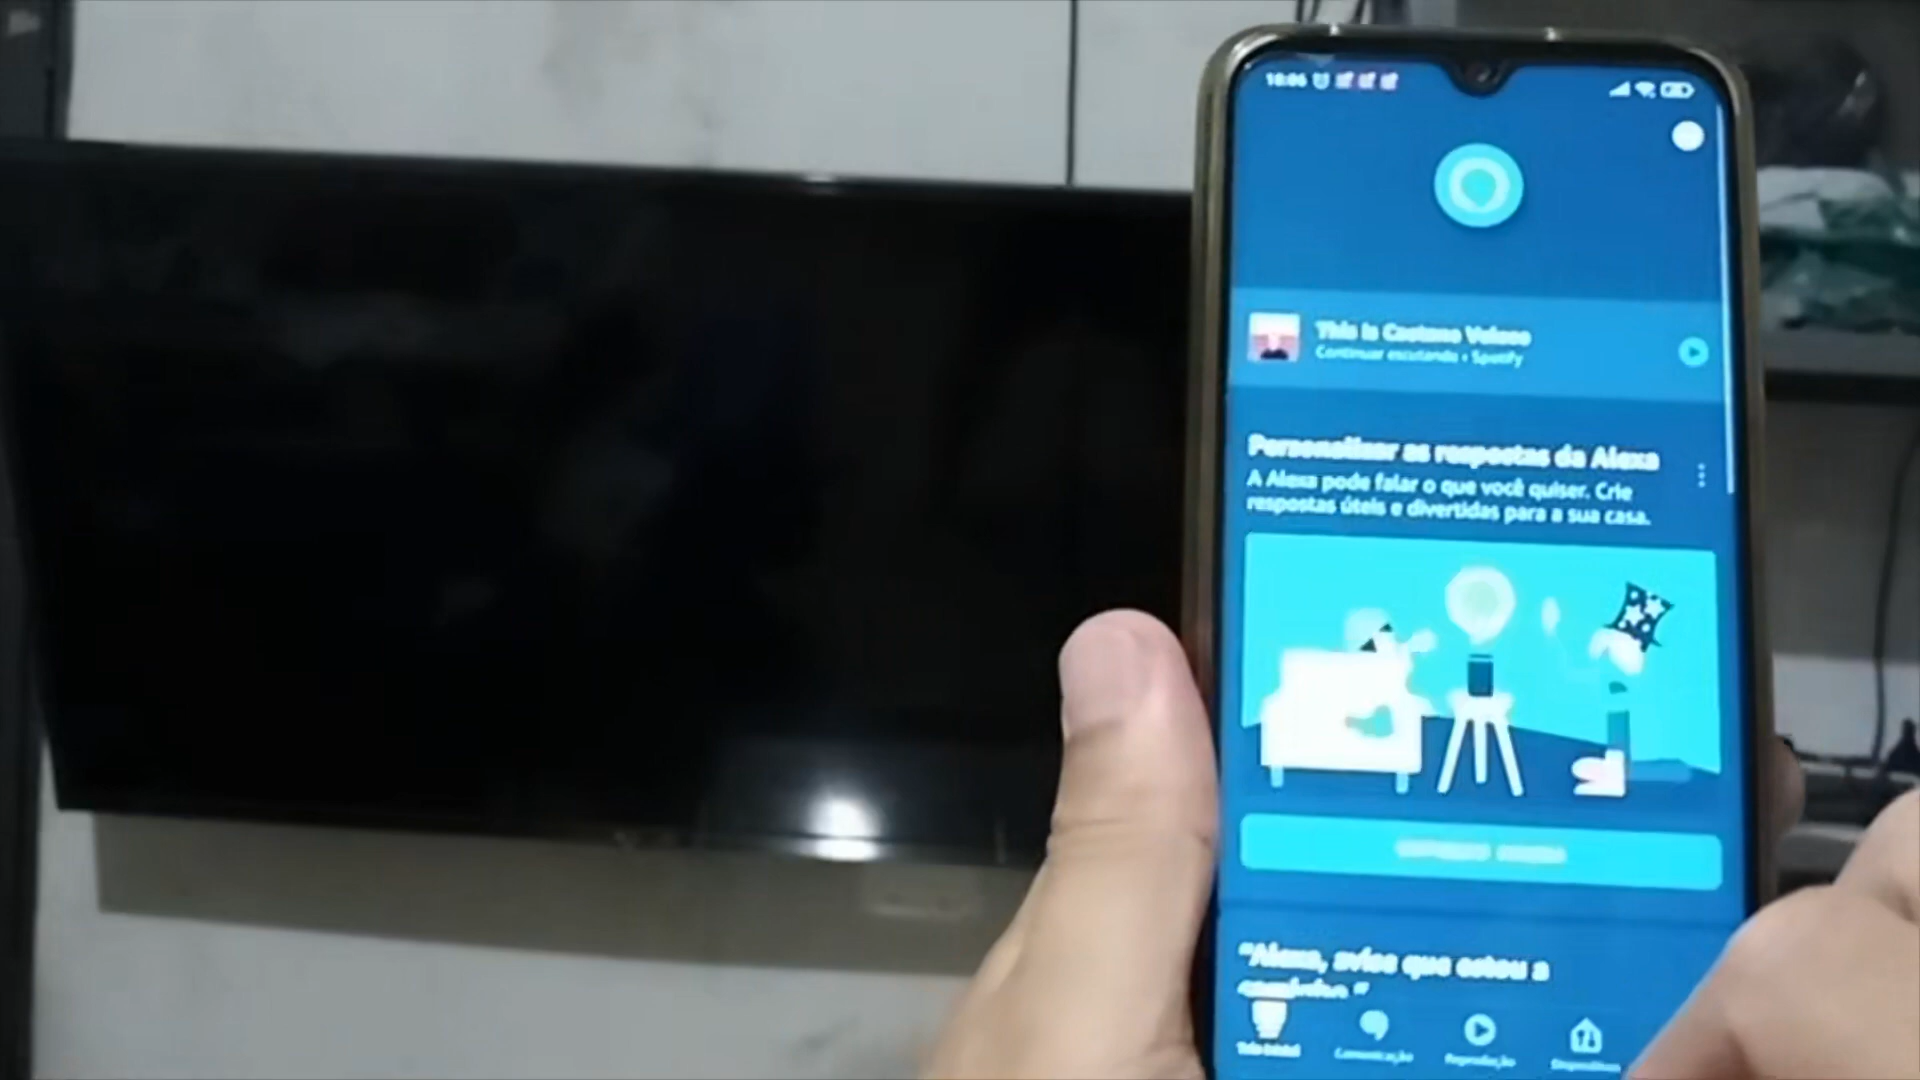 This is Caetano Veloso
Continuar escutando • Spotify
Personalizar as respostas da Alexa
A Alexa pode falar o que você quiser. Crie
respostas úteis e divertidas para a sua casa.
"Alexa, avise que estou a
caminho."
Comunicação
Reprodução
Dispositivos